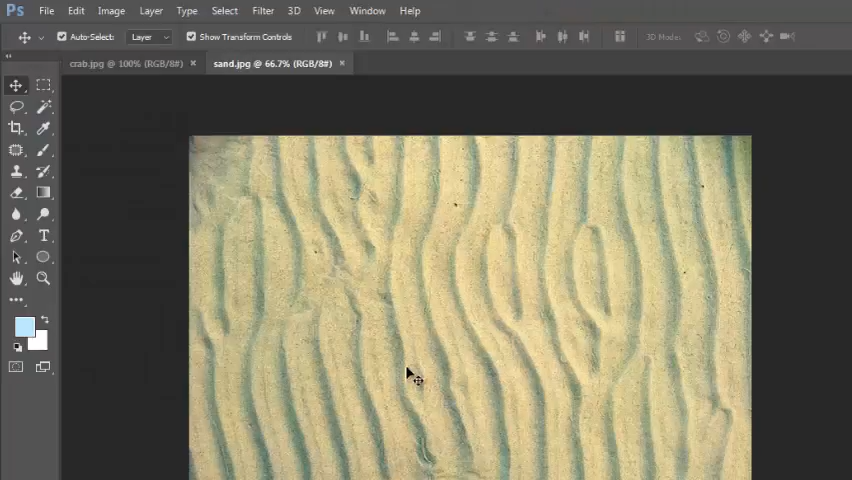 Ps File Edit Image Layer Type Select Filter 3D View Window Help
Auto-Select: Layer Show Transform Controls 3D Mode:
crab.jpg @ 100% (RGB/8#) × sand.jpg @ 66.7% (RGB/8#) ×
T